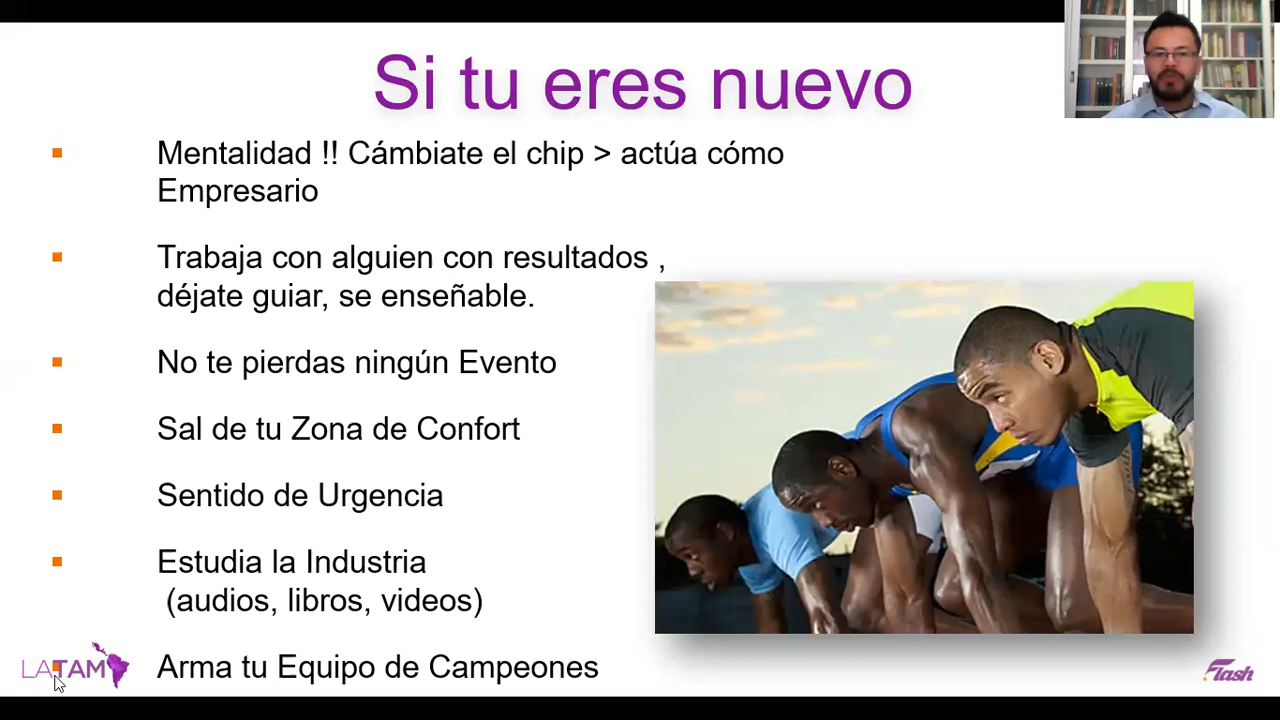 Si tu eres nuevo
Mentalidad !! Cámbiate el chip > actúa cómo
Empresario
Trabaja con alguien con resultados ,
déjate guiar, se enseñable.
No te pierdas ningún Evento
Sal de tu Zona de Confort
Sentido de Urgencia
Estudia la Industria
(audios, libros, videos)
LATAM
Arma tu Equipo de Campeones
Flash